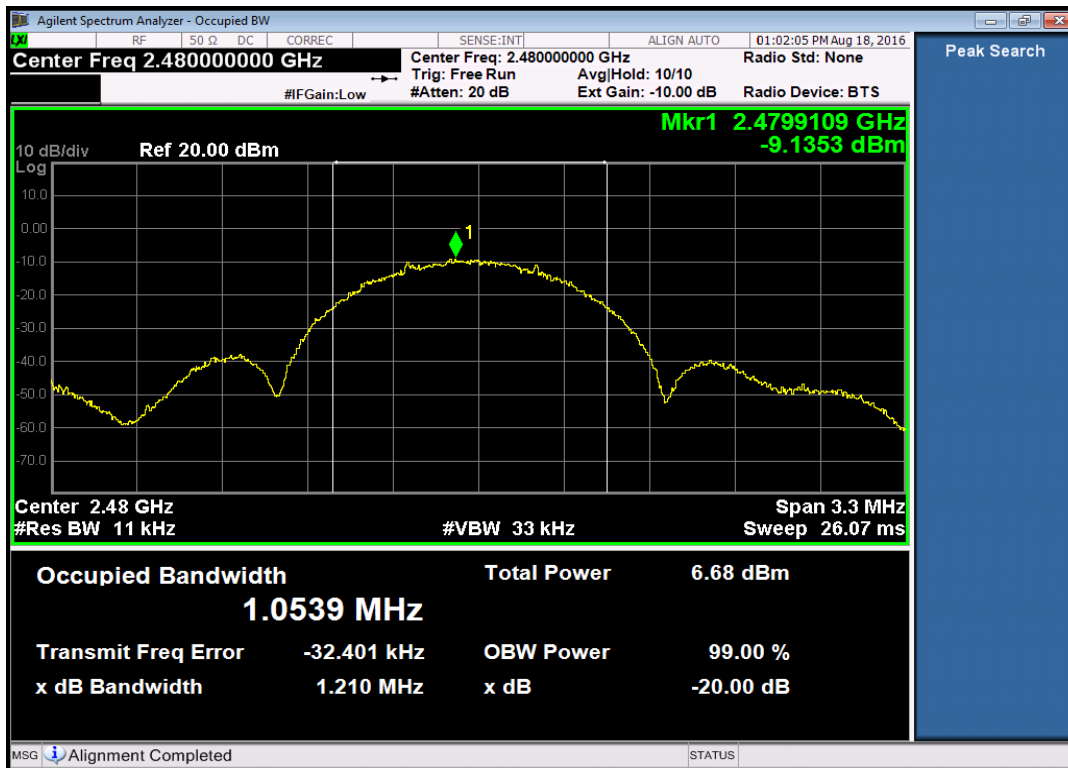 Agilent Spectrum Analyzer - Occupied BW
LXI RF 50 Ω DC CORREC SENSE:INT ALIGN AUTO 01:02:05 PM Aug 18, 2016
Center Freq 2.480000000 GHz Center Freq: 2.480000000 GHz Radio Std: None
Trig: Free Run Avg|Hold: 10/10
#IFGain:Low #Atten: 20 dB Ext Gain: -10.00 dB Radio Device: BTS
Peak Search
Mkr1 2.4799109 GHz
-9.1353 dBm
10 dB/div Ref 20.00 dBm
Log
10.0
0.00
1
-10.0
-20.0
-30.0
-40.0
-50.0
-60.0
-70.0
Center 2.48 GHz Span 3.3 MHz
#Res BW 11 kHz #VBW 33 kHz Sweep 26.07 ms
Occupied Bandwidth Total Power 6.68 dBm
1.0539 MHz
Transmit Freq Error -32.401 kHz OBW Power 99.00 %
x dB Bandwidth 1.210 MHz x dB -20.00 dB
MSG Alignment Completed STATUS